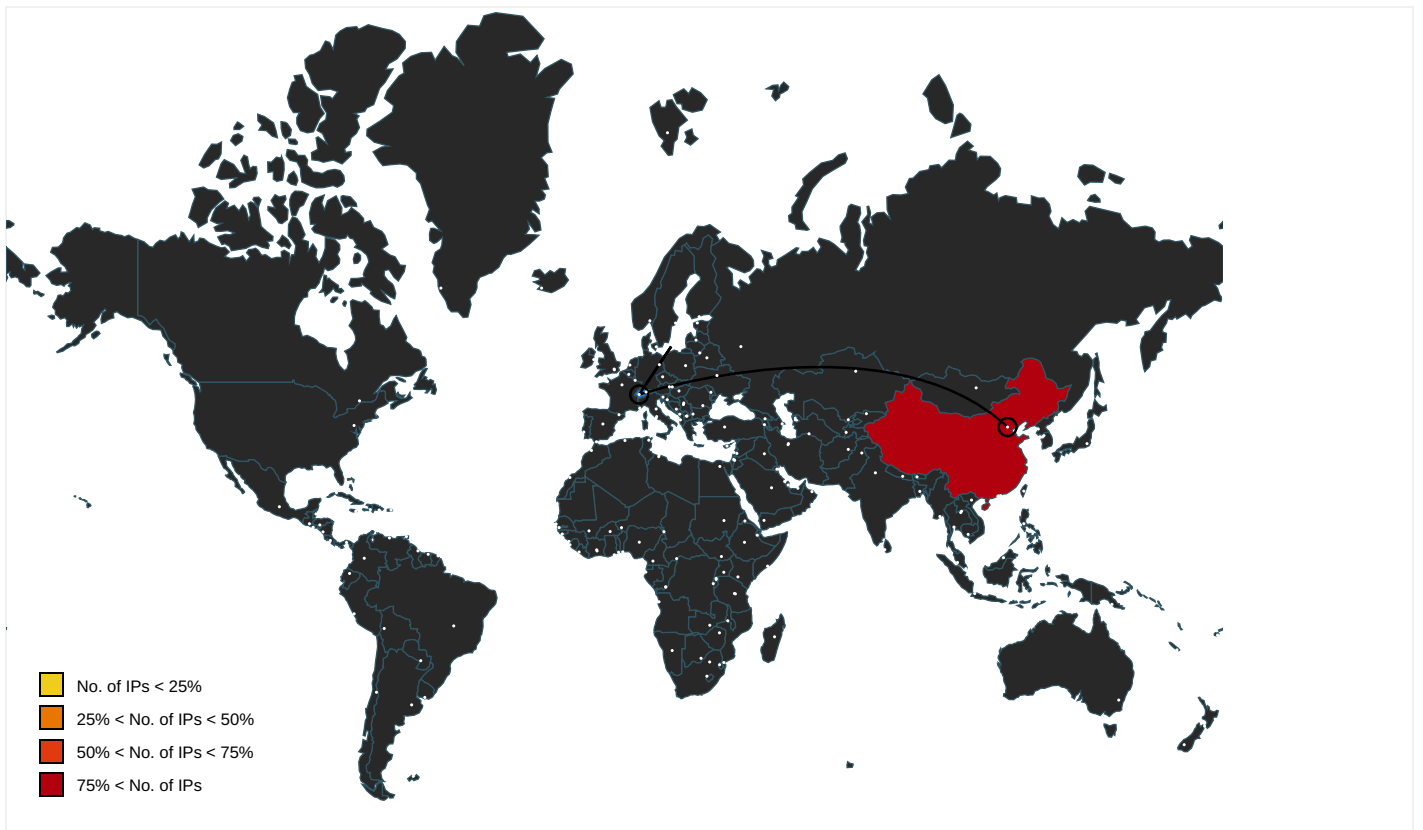 No. of IPs < 25%
25% < No. of IPs < 50%
50% < No. of IPs < 75%
75% < No. of IPs